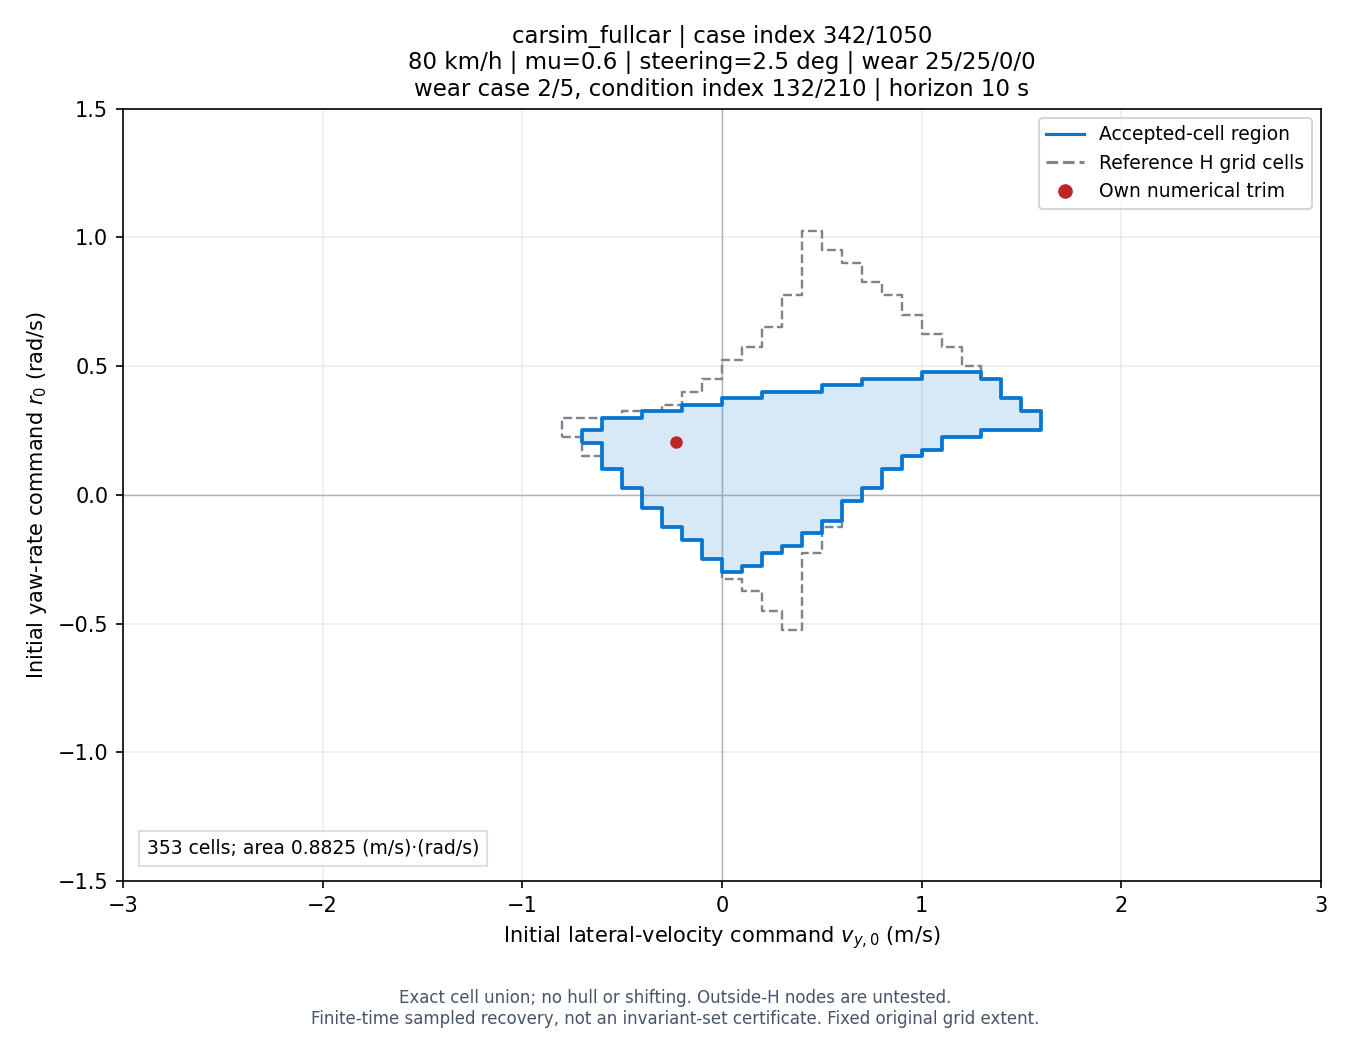 carsim_fullcar | case index 342/1050
80 km/h | mu=0.6 | steering=2.5 deg | wear 25/25/0/0
wear case 2/5, condition index 132/210 | horizon 10 s
Accepted-cell region
Reference H grid cells
Own numerical trim
1.5
1.0
0.5
0.0
−0.5
−1.0
−1.5
Initial yaw-rate command r0 (rad/s)
353 cells; area 0.8825 (m/s)·(rad/s)
−3
−2
−1
0
1
2
3
Initial lateral-velocity command vy,0 (m/s)
Exact cell union; no hull or shifting. Outside-H nodes are untested.
Finite-time sampled recovery, not an invariant-set certificate. Fixed original grid extent.